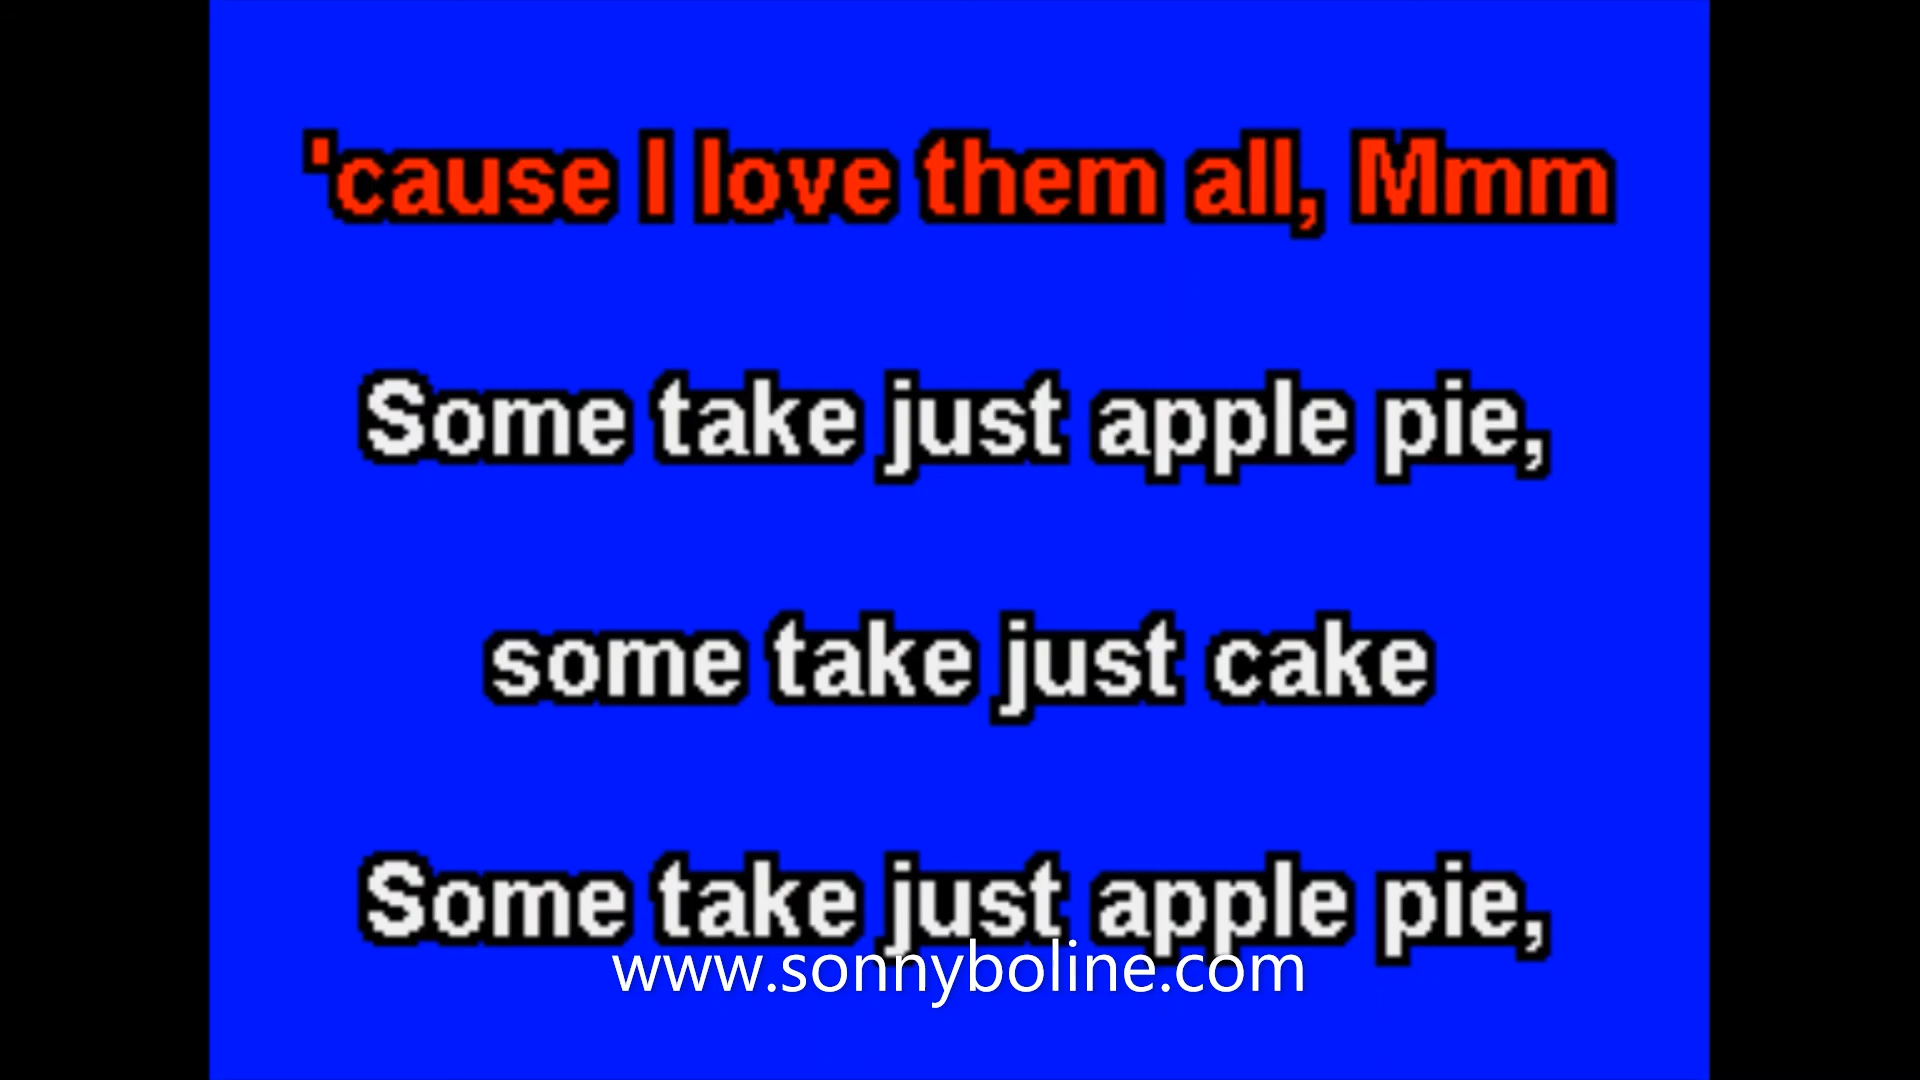 'cause I love them all, Mmm
Some take just apple pie,
some take just cake
Some take just apple pie,
www.sonnyboline.com